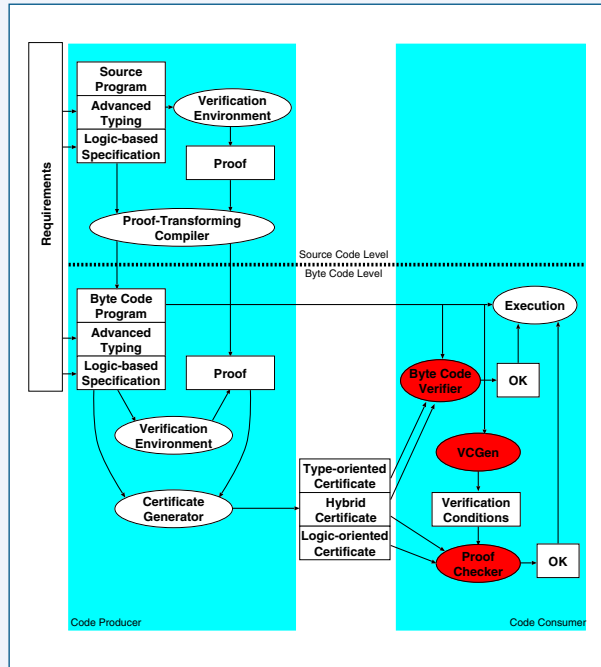 Requirements
Source
Program
Advanced
Typing
Logic-based
Specification
Verification
Environment
Proof
Proof-Transforming
Compiler
Source Code Level
Byte Code Level
Byte Code
Program
Advanced
Typing
Logic-based
Specification
Proof
Verification
Environment
Certificate
Generator
Type-oriented
Certificate
Hybrid
Certificate
Logic-oriented
Certificate
Execution
Byte Code
Verifier
OK
VCGen
Verification
Conditions
Proof
Checker
OK
Code Producer
Code Consumer